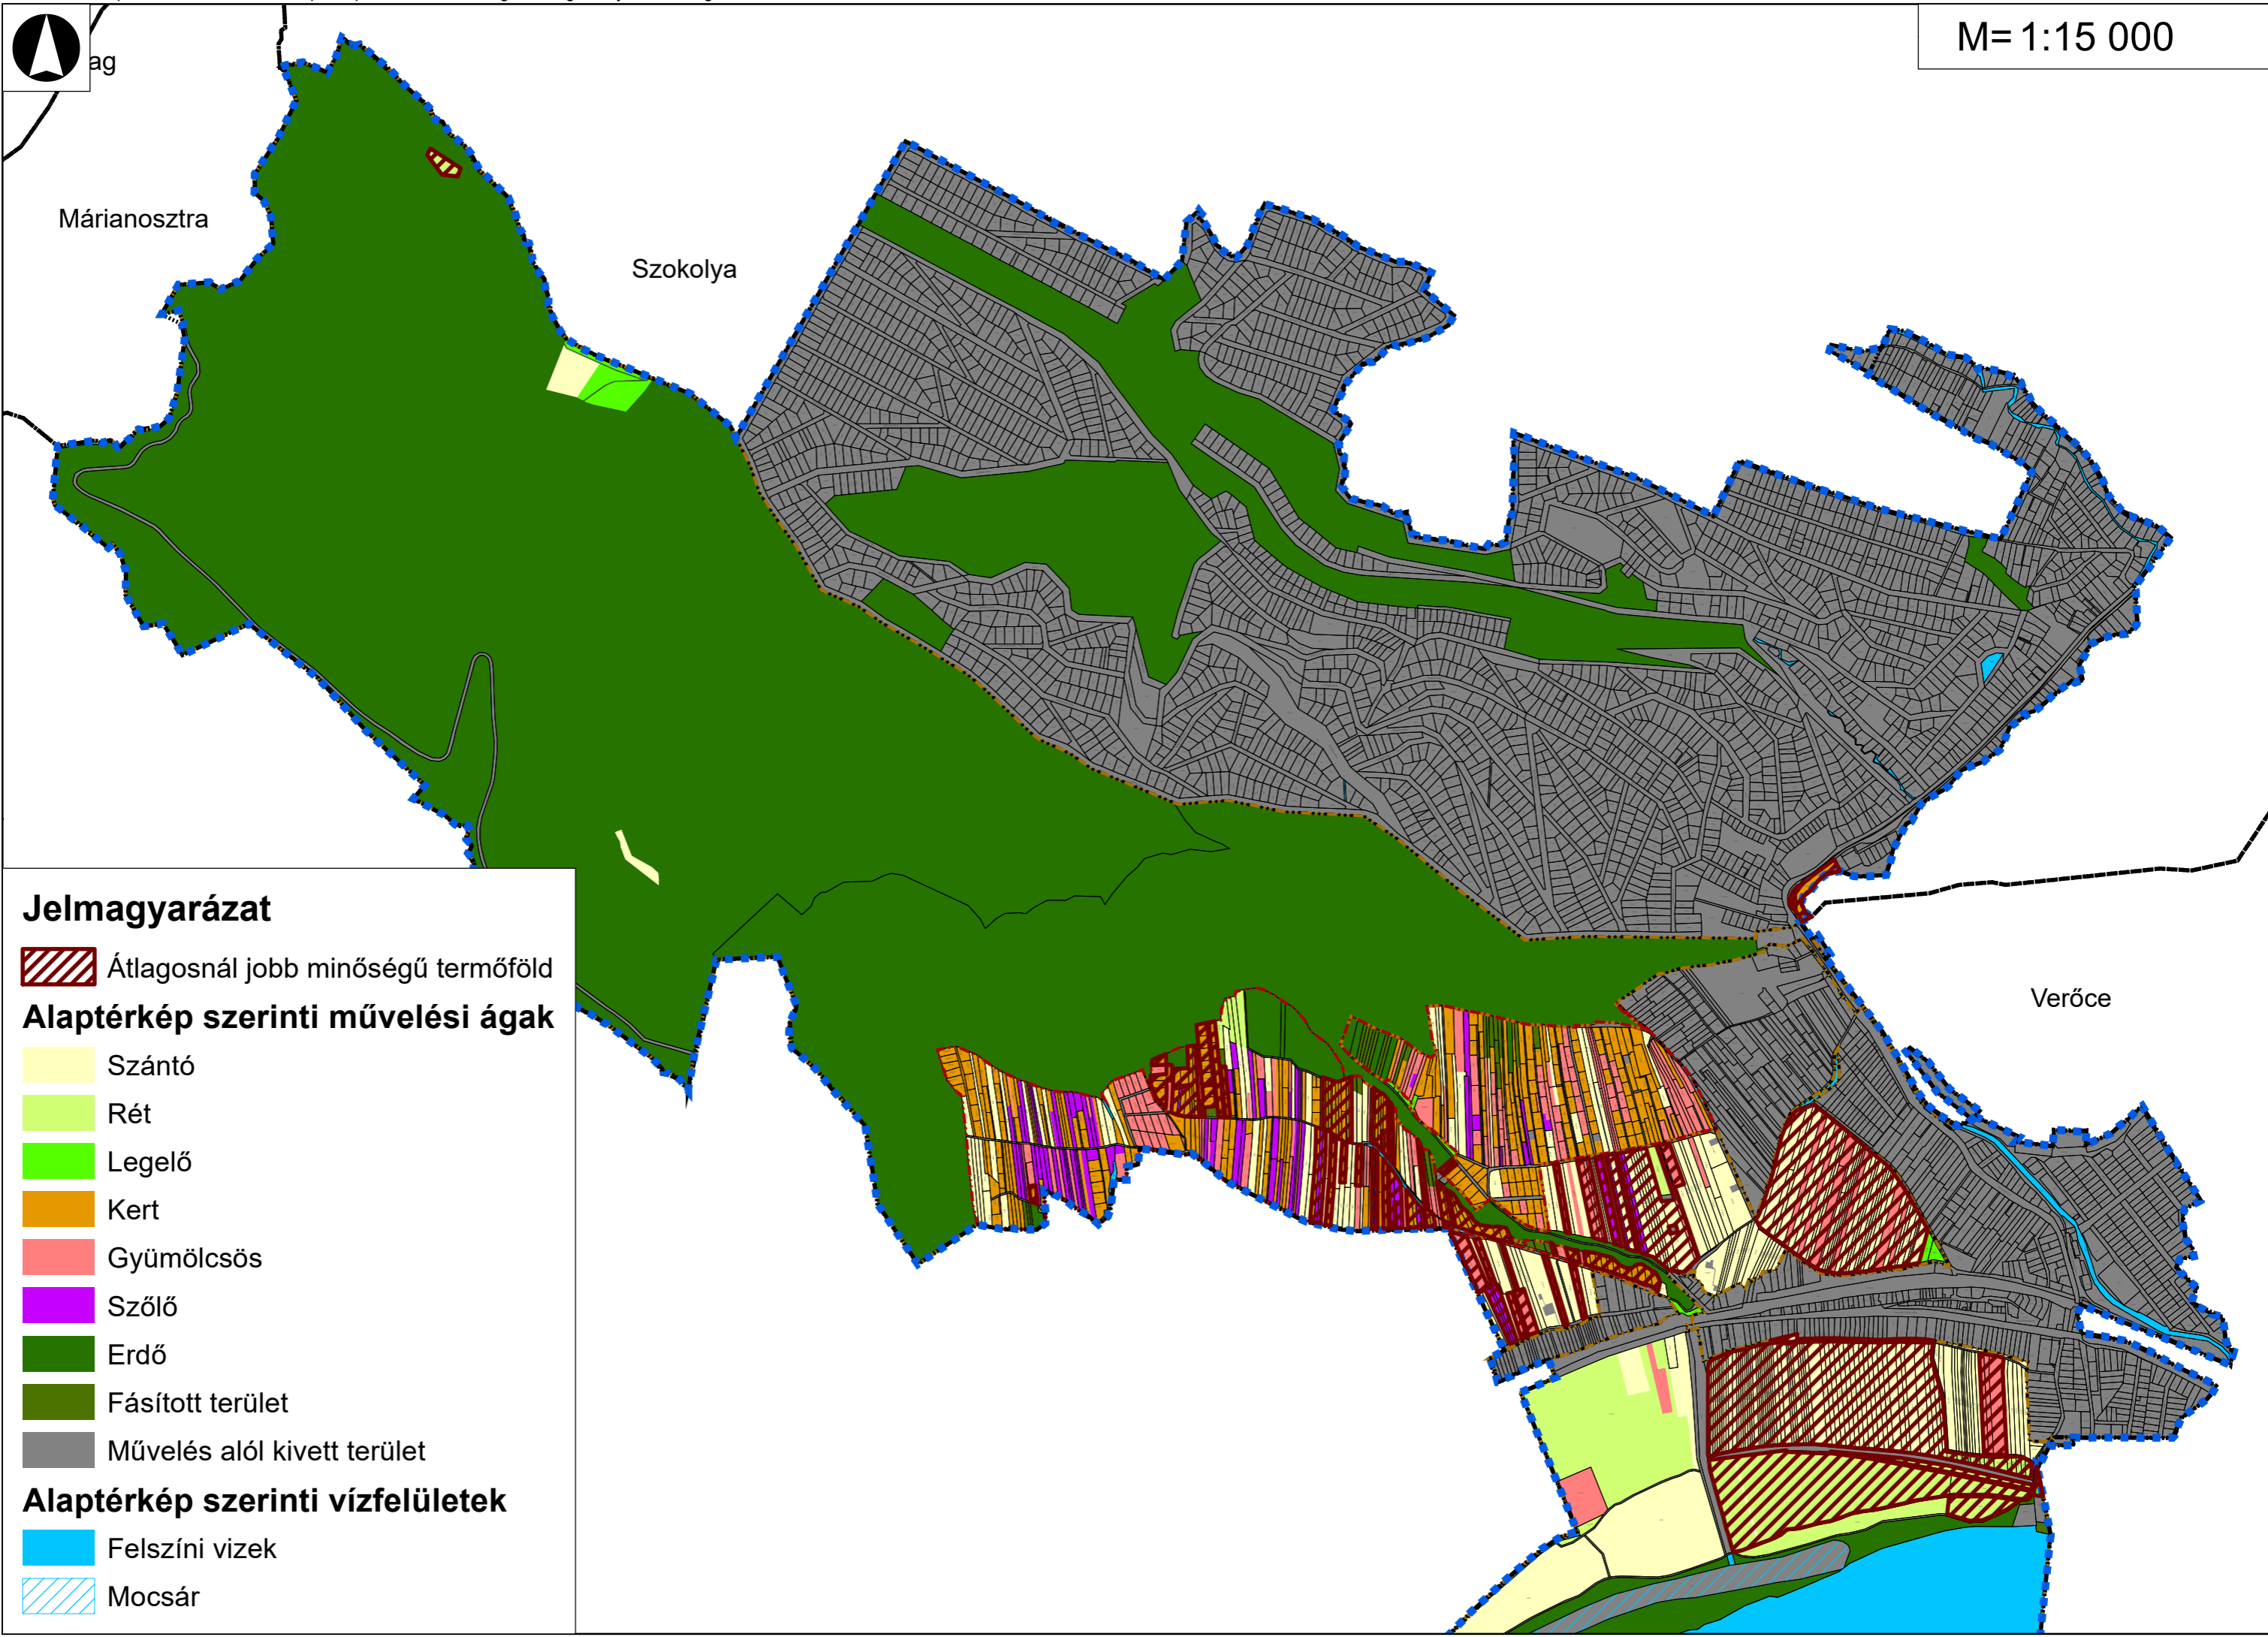 M= 1:15 000
ag
Márianosztra
Szokolya
Verőce
Jelmagyarázat
Átlagosnál jobb minőségű termőföld
Alaptérkép szerinti művelési ágak
Szántó
Rét
Legelő
Kert
Gyümölcsös
Szőlő
Erdő
Fásított terület
Művelés alól kivett terület
Alaptérkép szerinti vízfelületek
Felszíni vizek
Mocsár